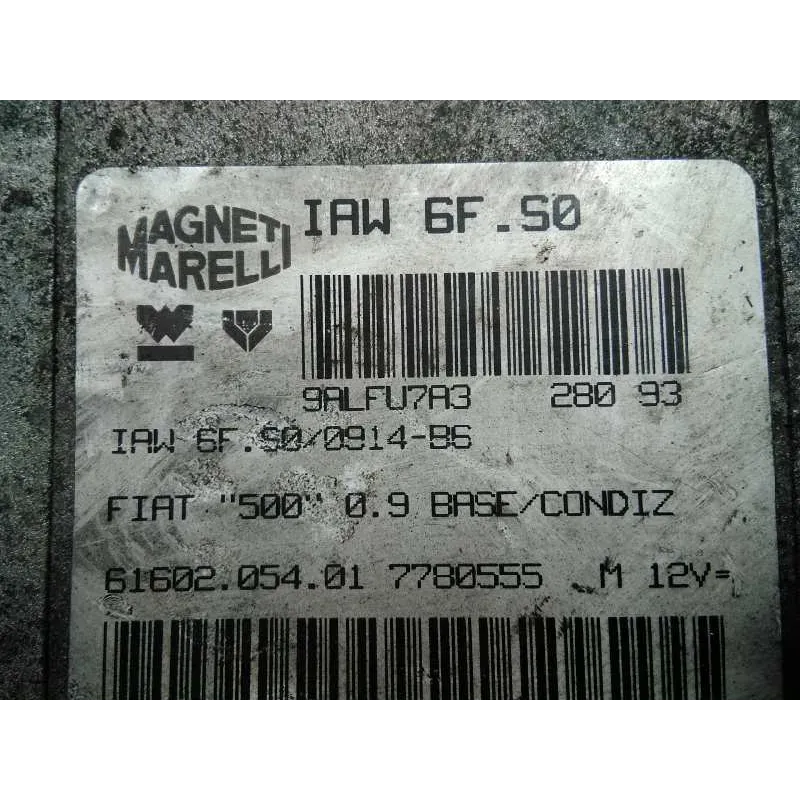 MAGNETI
MARELLI
IAW 6F.S0
9ALFU7A3 280 93
IAW 6F.S0/0914-B6
FIAT "500" 0.9 BASE/CONDIZ
61602.054.01 7780555 M 12V=